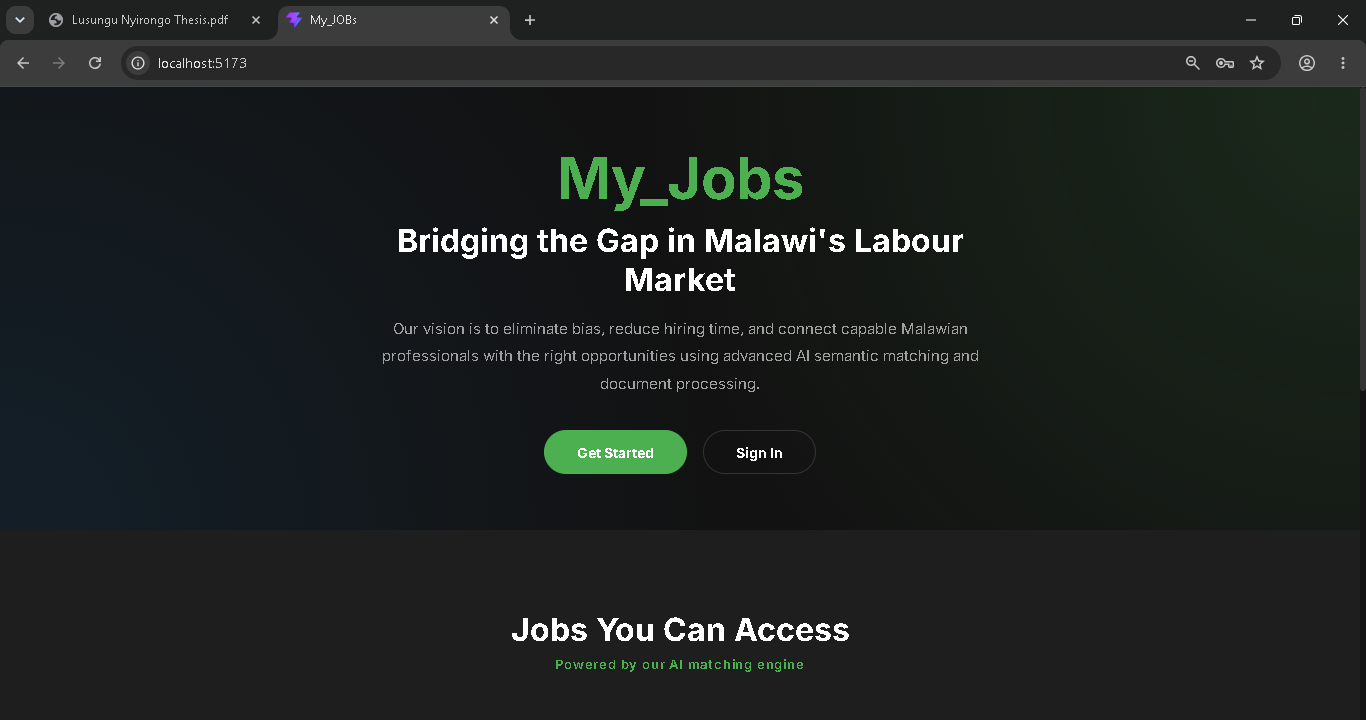 Lusungu Nyirongo Thesis.pdf
My_JOBs
localhost:5173
My_Jobs
Bridging the Gap in Malawi's Labour
Market
Our vision is to eliminate bias, reduce hiring time, and connect capable Malawian
professionals with the right opportunities using advanced AI semantic matching and
document processing.
Get Started
Sign In
Jobs You Can Access
Powered by our AI matching engine